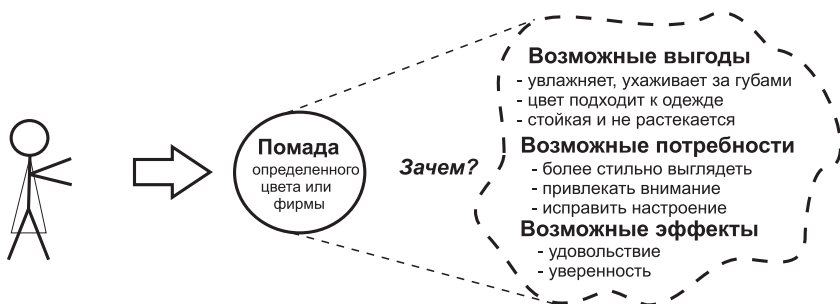 Помада
определенного
цвета или
фирмы
Зачем?
Возможные выгоды
- увлажняет, ухаживает за губами
- цвет подходит к одежде
- стойкая и не растекается
Возможные потребности
- более стильно выглядеть
- привлекать внимание
- исправить настроение
Возможные эффекты
- удовольствие
- уверенность